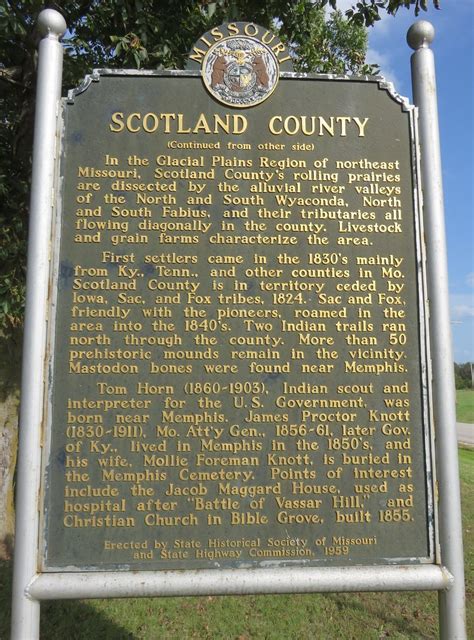 MISSOURI
SCOTLAND COUNTY
(Continued from other side)
In the Glacial Plains Region of northeast
Missouri, Scotland County's rolling prairies
are dissected by the alluvial river valleys
of the North and South Wyaconda, North
and South Fabius, and their tributaries all
flowing diagonally in the county. Livestock
and grain farms characterize the area.
First settlers came in the 1830's mainly
from Ky., Tenn., and other counties in Mo.
Scotland County is in territory ceded by
Iowa, Sac, and Fox tribes, 1824. Sac and Fox,
friendly with the pioneers, roamed in the
area into the 1840's. Two Indian trails ran
north through the county. More than 50
prehistoric mounds remain in the vicinity.
Mastodon bones were found near Memphis.
Tom Horn (1860-1903), Indian scout and
interpreter for the U.S. Government, was
born near Memphis. James Proctor Knott
(1830-1911), Mo. Att'y Gen., 1856-61, later Gov.
of Ky., lived in Memphis in the 1850's, and
his wife, Mollie Foreman Knott, is buried in
the Memphis Cemetery. Points of interest
include the Jacob Maggard House, used as
hospital after "Battle of Vassar Hill," and
Christian Church in Bible Grove, built 1855.
Erected by State Historical Society of Missouri
and State Highway Commission, 1959